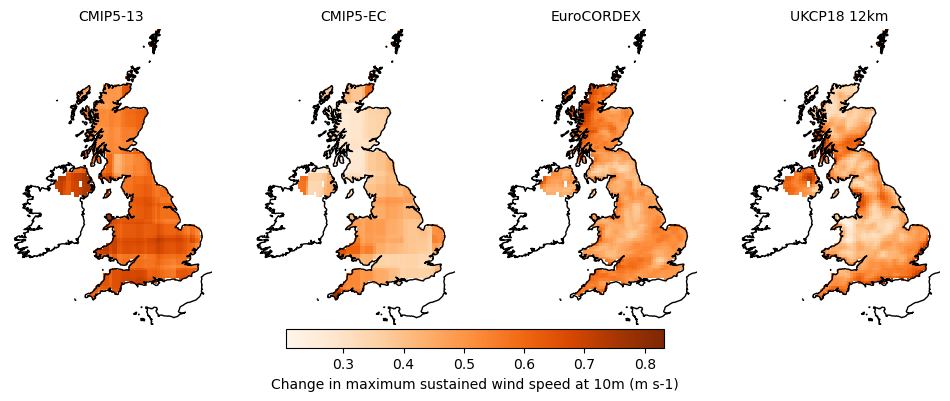 CMIP5-13 CMIP5-EC EuroCORDEX UKCP18 12km
0.3 0.4 0.5 0.6 0.7 0.8
Change in maximum sustained wind speed at 10m (m s-1)